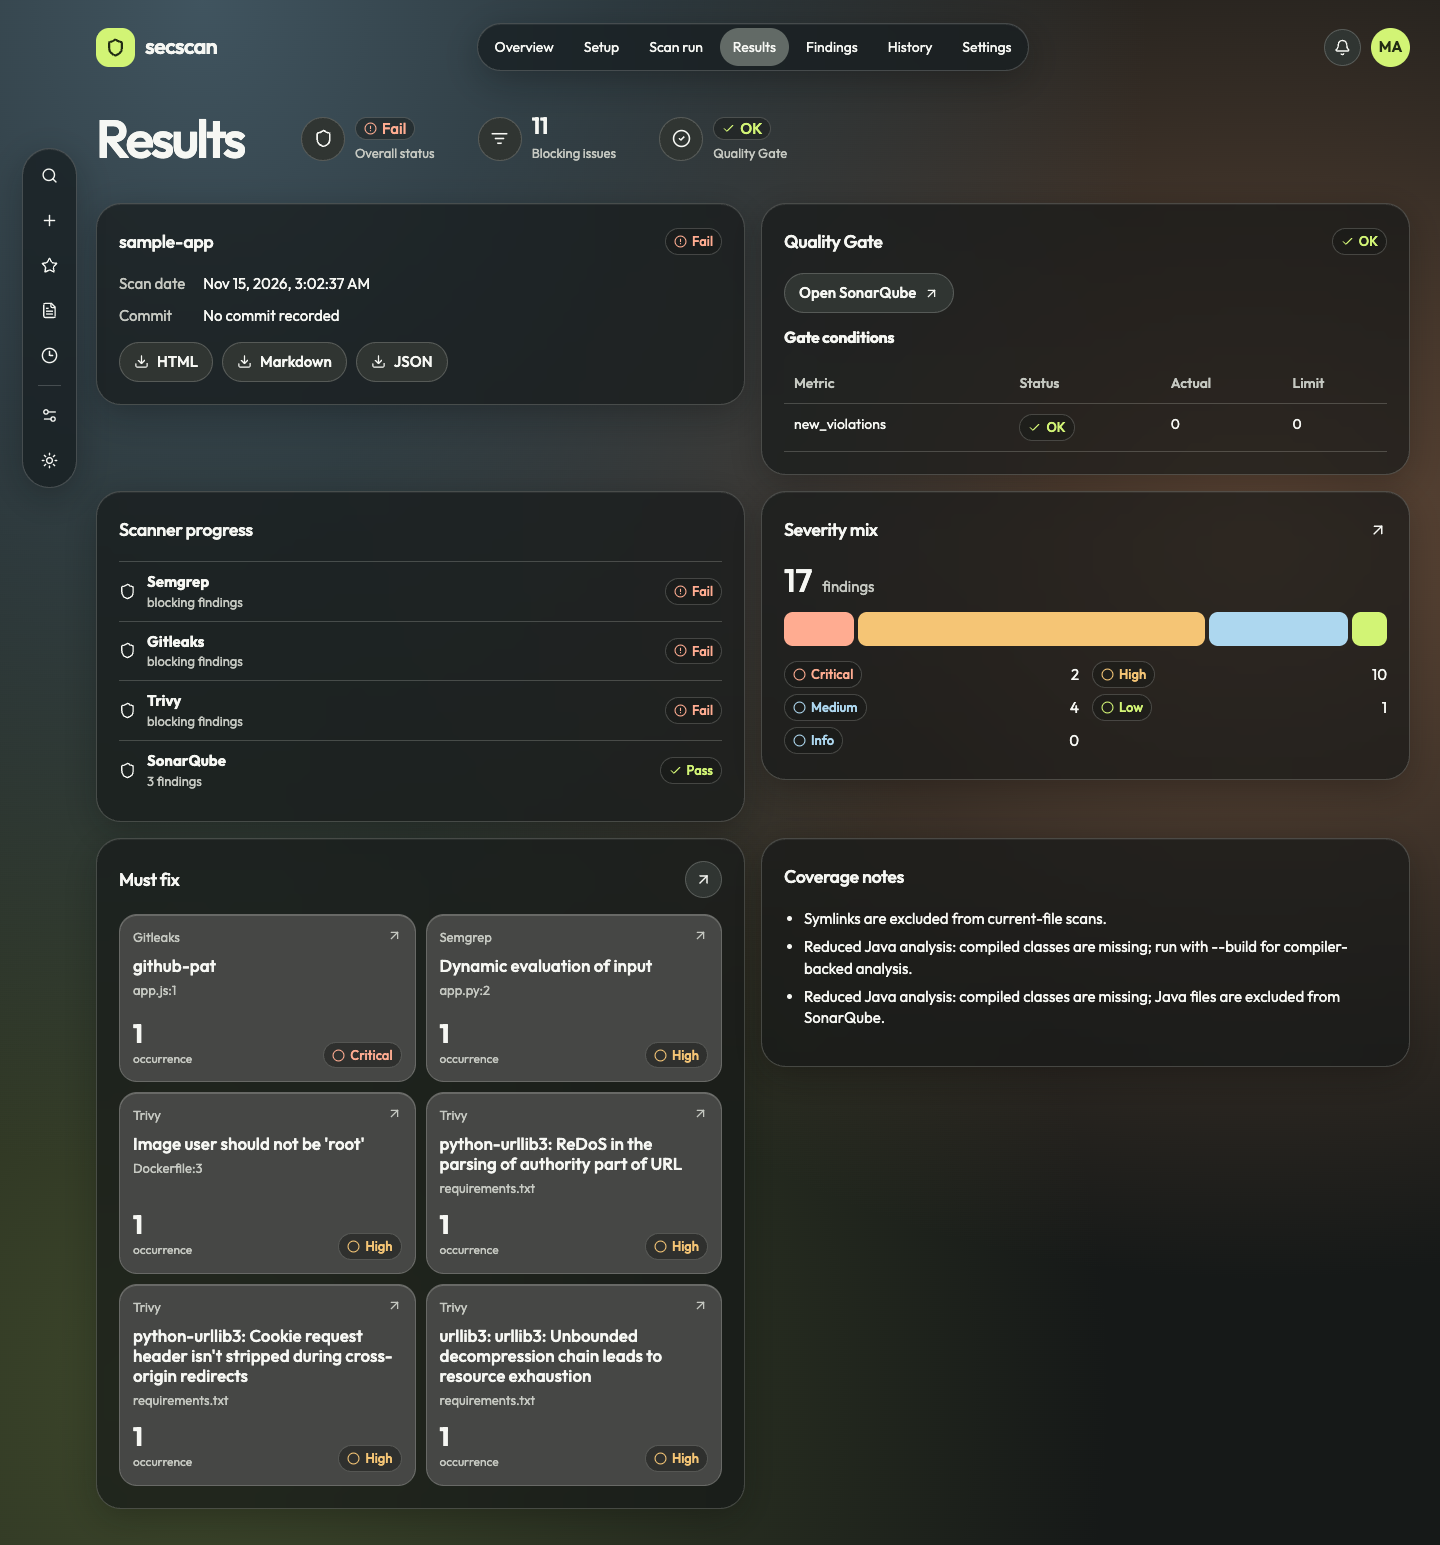 secscan
Overview Setup Scan run Results Findings History Settings
MA
Results
Fail
Overall status
11
Blocking issues
OK
Quality Gate
sample-app
Fail
Scan date Nov 15, 2026, 3:02:37 AM
Commit No commit recorded
HTML Markdown JSON
Quality Gate
OK
Open SonarQube
Gate conditions
Metric Status Actual Limit
new_violations OK 0 0
Scanner progress
Semgrep
blocking findings
Fail
Gitleaks
blocking findings
Fail
Trivy
blocking findings
Fail
SonarQube
3 findings
Pass
Severity mix
17 findings
Critical 2 High 10
Medium 4 Low 1
Info 0
Must fix
Gitleaks
github-pat
app.js:1
1
occurrence
Critical
Semgrep
Dynamic evaluation of input
app.py:2
1
occurrence
High
Trivy
Image user should not be 'root'
Dockerfile:3
1
occurrence
High
Trivy
python-urllib3: ReDoS in the
parsing of authority part of URL
requirements.txt
1
occurrence
High
Trivy
python-urllib3: Cookie request
header isn't stripped during cross-
origin redirects
requirements.txt
1
occurrence
High
Trivy
urllib3: urllib3: Unbounded
decompression chain leads to
resource exhaustion
requirements.txt
1
occurrence
High
Coverage notes
• Symlinks are excluded from current-file scans.
• Reduced Java analysis: compiled classes are missing; run with --build for compiler-
backed analysis.
• Reduced Java analysis: compiled classes are missing; Java files are excluded from
SonarQube.